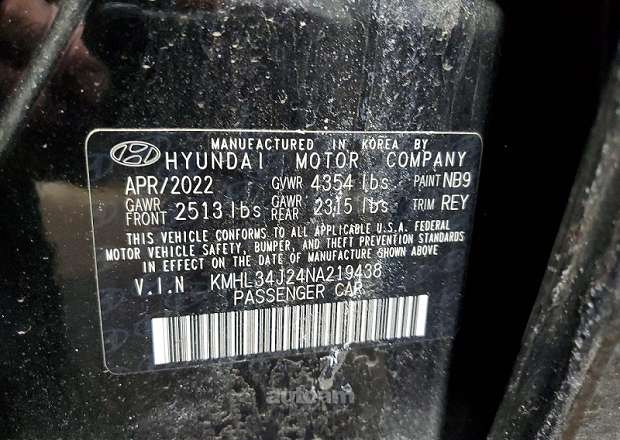 MANUFACTURED IN KOREA BY
HYUNDAI MOTOR COMPANY
APR/2022 GVWR 4354 lbs PAINT NB9
GAWR FRONT 2513 lbs GAWR REAR 2315 lbs TRIM REY
THIS VEHICLE CONFORMS TO ALL APPLICABLE U.S.A. FEDERAL
MOTOR VEHICLE SAFETY, BUMPER, AND THEFT PREVENTION STANDARDS
IN EFFECT ON THE DATE OF MANUFACTURE SHOWN ABOVE
V.I.N KMHL34J24NA219438
PASSENGER CAR
autobam